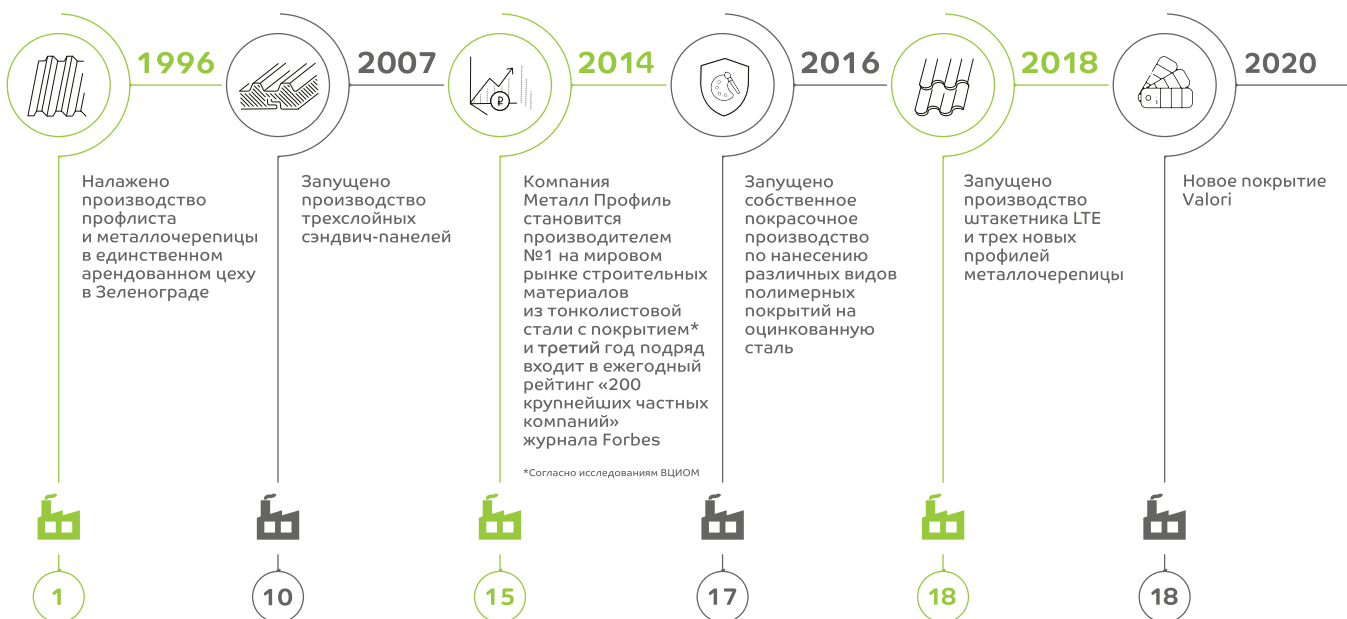 1996
Налажено
производство
профлиста
и металлочерепицы
в единственном
арендованном цеху
в Зеленограде
1
2007
Запущено
производство
трехслойных
сэндвич-панелей
10
2014
Компания
Металл Профиль
становится
производителем
№1 на мировом
рынке строительных
материалов
из тонколистовой
стали с покрытием*
и третий год подряд
входит в ежегодный
рейтинг «200
крупнейших частных
компаний»
журнала Forbes
*Согласно исследованиям ВЦИОМ
15
2016
Запущено
собственное
покрасочное
производство
по нанесению
различных видов
полимерных
покрытий на
оцинкованную
сталь
17
2018
Запущено
производство
штакетника LTE
и трех новых
профилей
металлочерепицы
18
2020
Новое покрытие
Valori
18